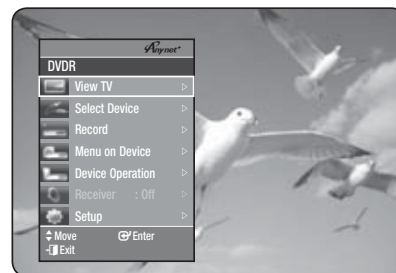 Anynet+
DVDR
View TV
Select Device
Record
Menu on Device
Device Operation
Receiver : Off
Setup
Move Enter
Exit